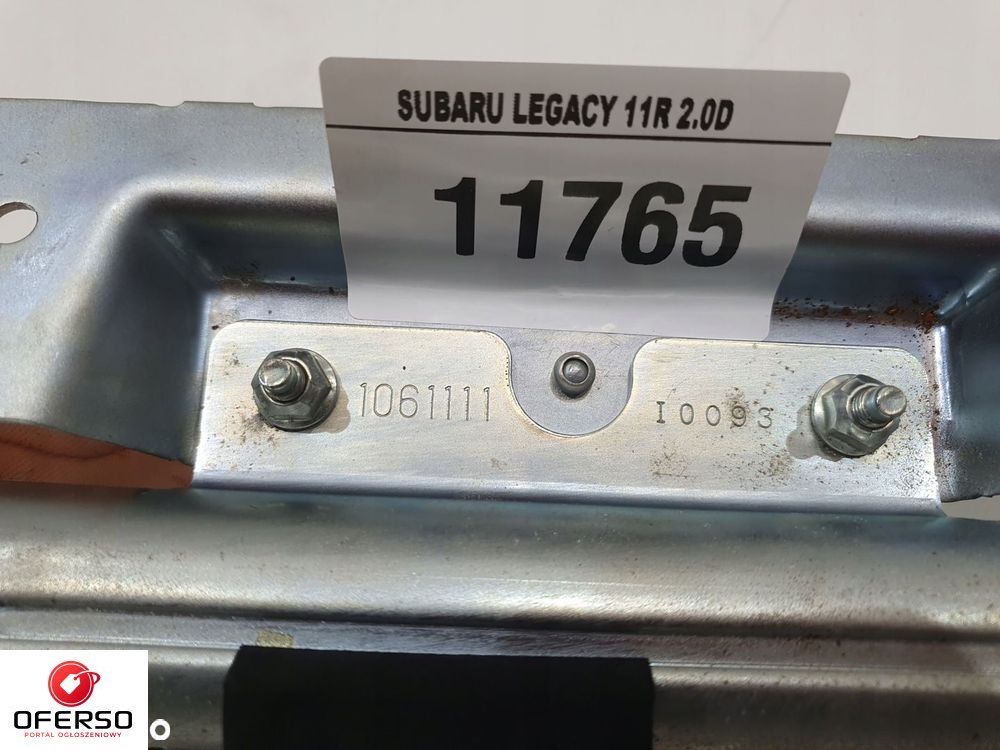 SUBARU LEGACY 11R 2.0D
11765
1061111
I0093
OFERSO
PORTAL OGŁOSZENIOWY